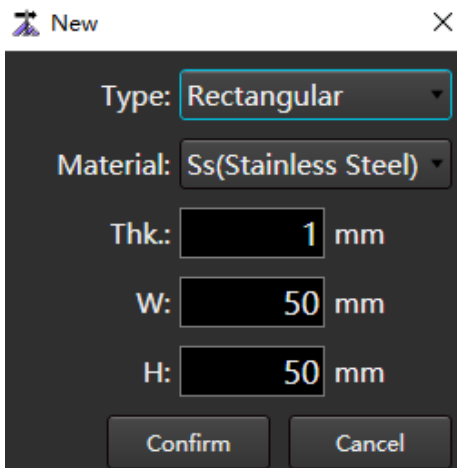 New
Type: Rectangular
Material: Ss(Stainless Steel)
Thk.: 1 mm
W: 50 mm
H: 50 mm
Confirm Cancel